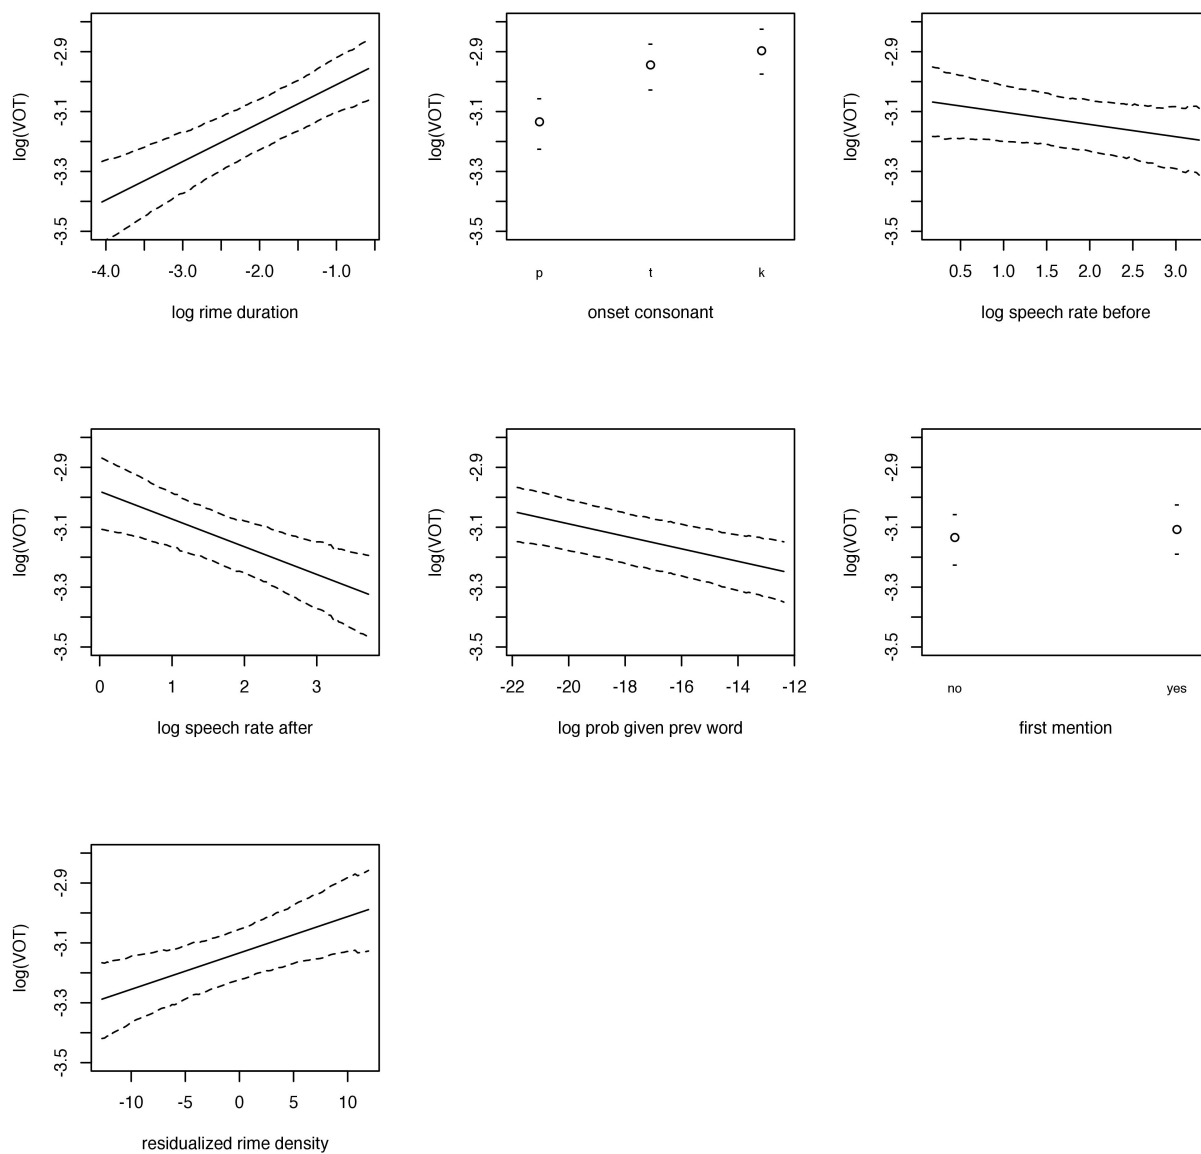 log(VOT)
-2.9
-3.1
-3.3
-3.5
-4.0 -3.0 -2.0 -1.0
log rime duration
log(VOT)
-2.9
-3.1
-3.3
-3.5
p t k
onset consonant
log(VOT)
-2.9
-3.1
-3.3
-3.5
0.5 1.0 1.5 2.0 2.5 3.0
log speech rate before
log(VOT)
-2.9
-3.1
-3.3
-3.5
0 1 2 3
log speech rate after
log(VOT)
-2.9
-3.1
-3.3
-3.5
-22 -20 -18 -16 -14 -12
log prob given prev word
log(VOT)
-2.9
-3.1
-3.3
-3.5
no yes
first mention
log(VOT)
-2.9
-3.1
-3.3
-3.5
-10 -5 0 5 10
residualized rime density